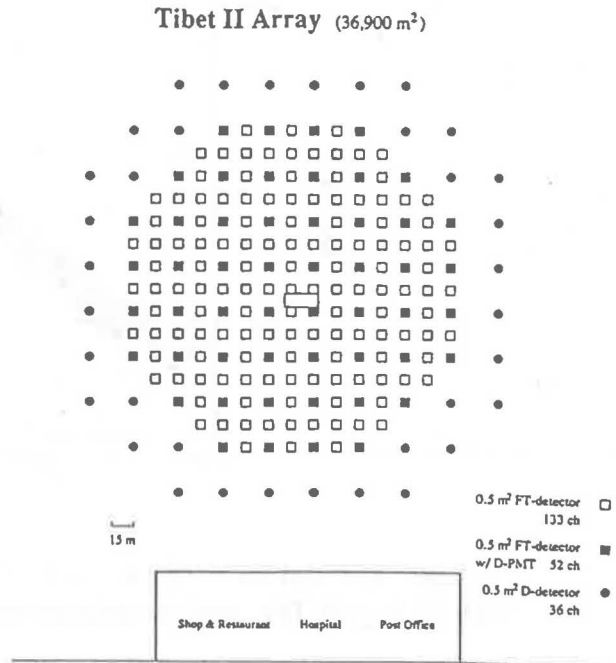 Tibet II Array (36,900 m²)
15 m
0.5 m² FT-detector
133 ch
0.5 m² FT-detector
w/ D-PMT 52 ch
0.5 m² D-detector
36 ch
Shop & Restaurant Hospital Post Office